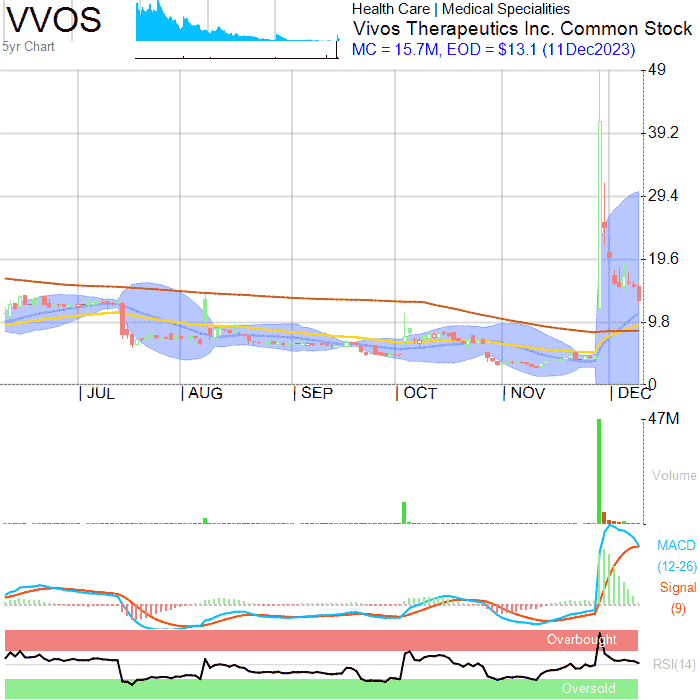 VVOS
5yr Chart
Health Care | Medical Specialities
Vivos Therapeutics Inc. Common Stock
MC = 15.7M, EOD = $13.1 (11Dec2023)
49
39.2
29.4
19.6
9.8
0
| JUL | AUG | SEP | OCT | NOV | DEC
47M
Volume
MACD
(12-26)
Signal
(9)
Overbought
RSI(14)
Oversold